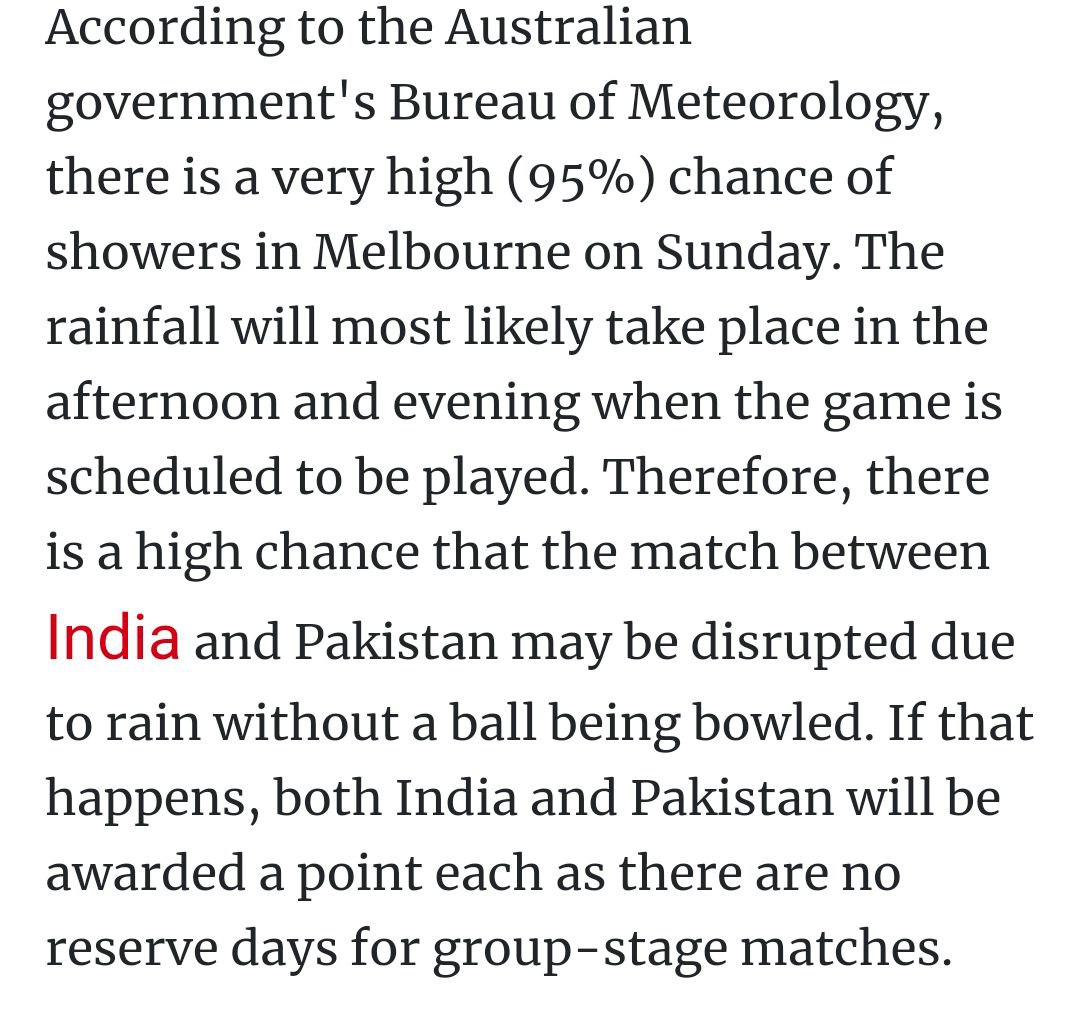 According to the Australian
government's Bureau of Meteorology,
there is a very high (95%) chance of
showers in Melbourne on Sunday. The
rainfall will most likely take place in the
afternoon and evening when the game is
scheduled to be played. Therefore, there
is a high chance that the match between
India and Pakistan may be disrupted due
to rain without a ball being bowled. If that
happens, both India and Pakistan will be
awarded a point each as there are no
reserve days for group-stage matches.